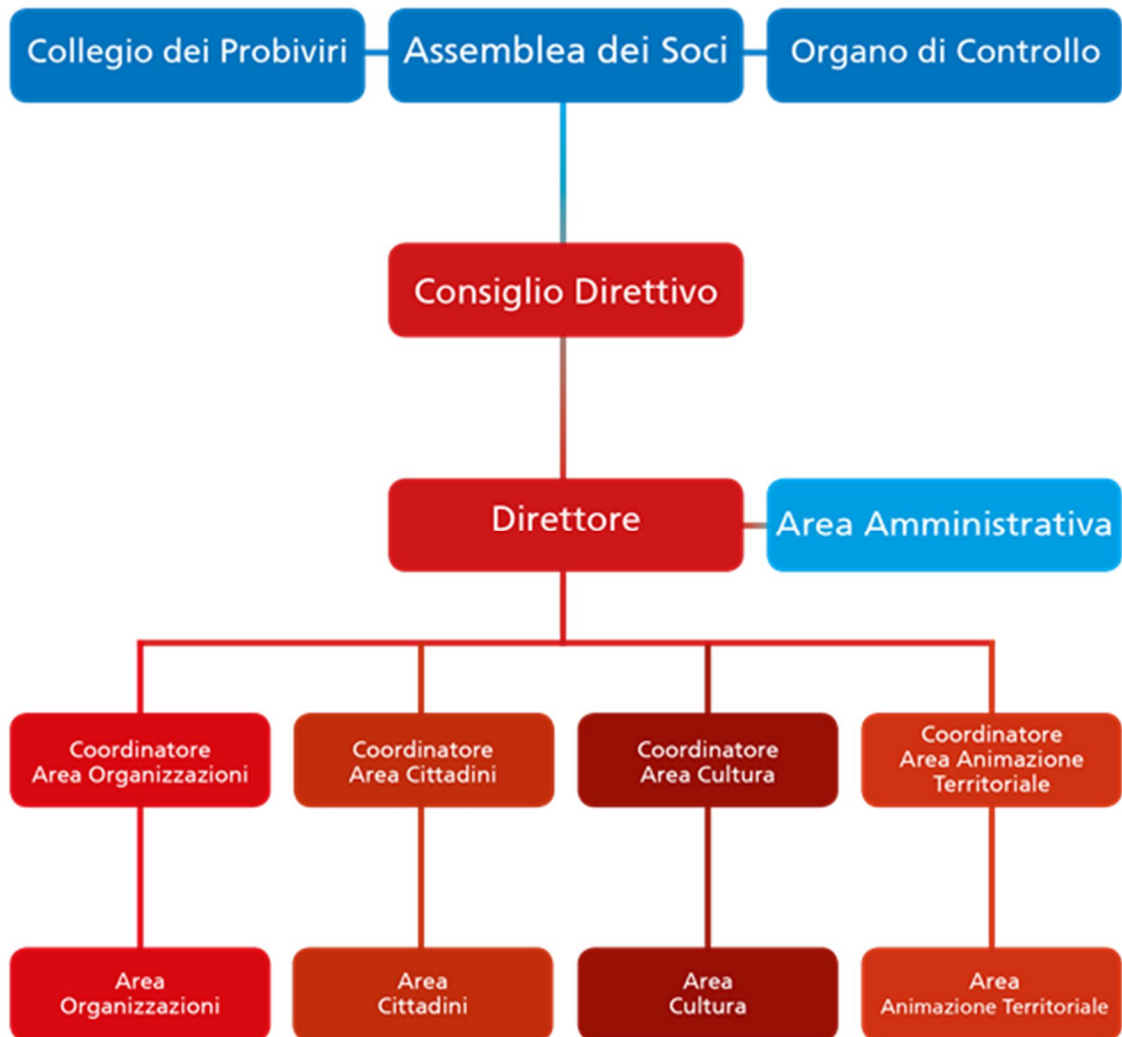 Collegio dei Probiviri
Assemblea dei Soci
Organo di Controllo
Consiglio Direttivo
Direttore
Area Amministrativa
Coordinatore
Area Organizzazioni
Coordinatore
Area Cittadini
Coordinatore
Area Cultura
Coordinatore
Area Animazione
Territoriale
Area
Organizzazioni
Area
Cittadini
Area
Cultura
Area
Animazione Territoriale